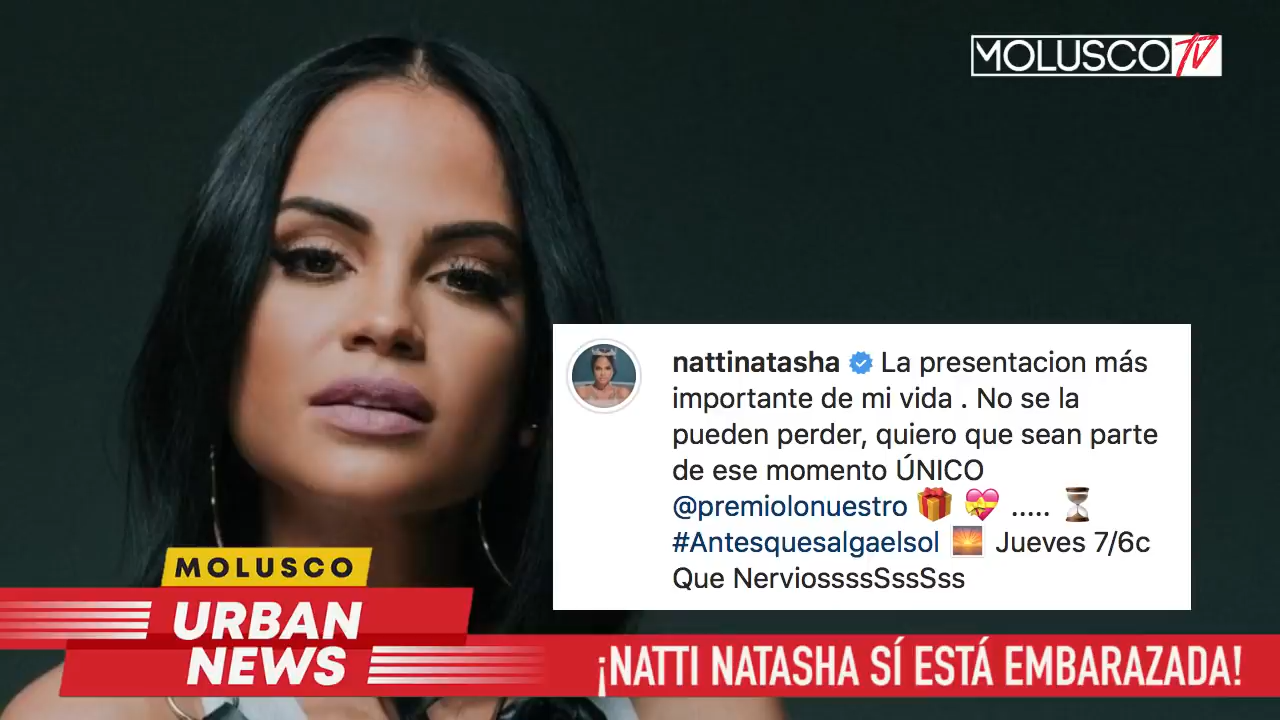 MOLUSCO TV
nattinatasha La presentacion más
importante de mi vida . No se la
pueden perder, quiero que sean parte
de ese momento ÚNICO
@premiolonuestro 🎁 💝 ..... ⏳
#Antesquesalgaelsol 🌅 Jueves 7/6c
Que NerviossssSssSss
MOLUSCO
URBAN
NEWS
¡NATTI NATASHA SÍ ESTÁ EMBARAZADA!